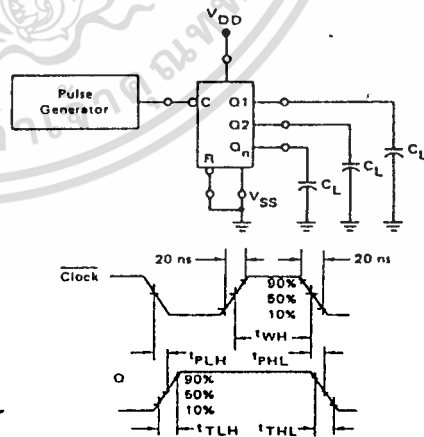 VDD
Pulse
Generator
C
Q1
Q2
Qn
R
VSS
CL
CL
CL
20 ns
20 ns
Clock
90%
50%
10%
tWH
tPLH
tPHL
Q
90%
50%
10%
tTLH
tTHL